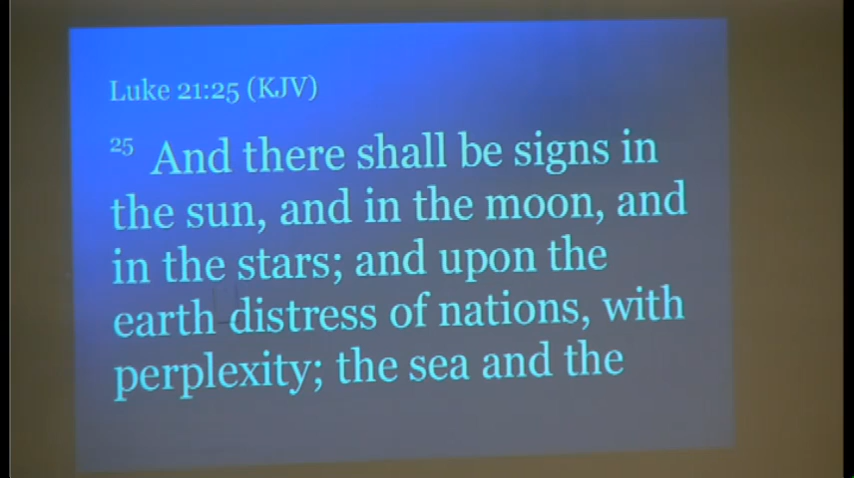 Luke 21:25 (KJV)
25 And there shall be signs in
the sun, and in the moon, and
in the stars; and upon the
earth distress of nations, with
perplexity; the sea and the